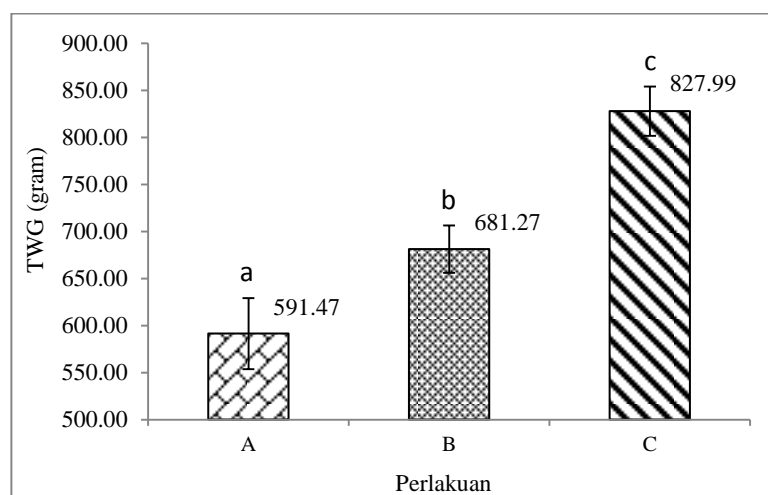 TWG (gram)
900.00
850.00
800.00
750.00
700.00
650.00
600.00
550.00
500.00
a
591.47
b
681.27
c
827.99
A B C
Perlakuan